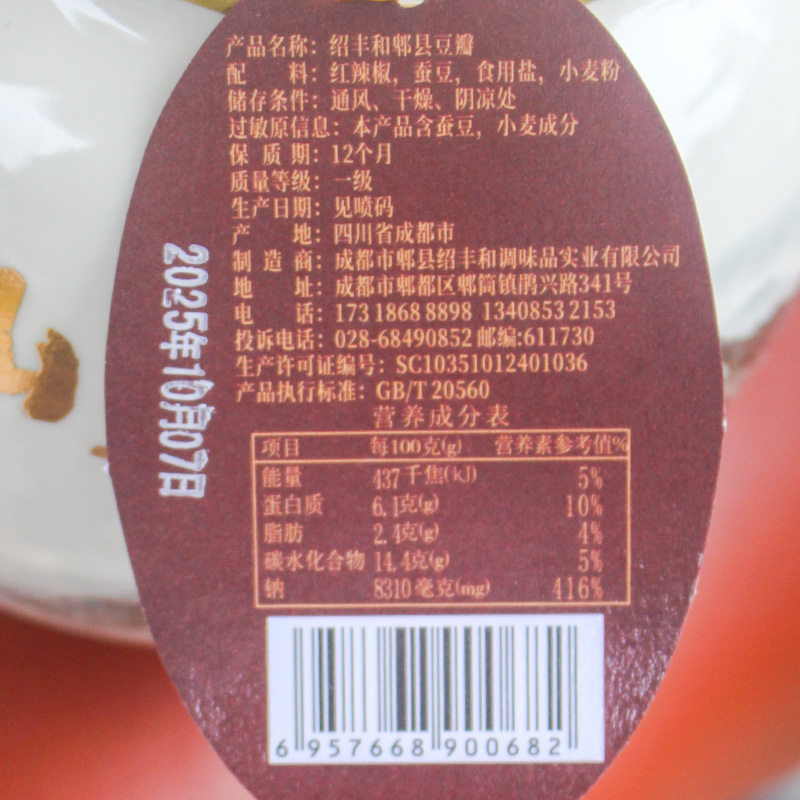 产品名称：绍丰和郫县豆瓣
配 料：红辣椒，蚕豆，食用盐，小麦粉
储存条件：通风、干燥、阴凉处
过敏原信息：本产品含蚕豆，小麦成分
保 质 期：12个月
质量等级：一级
生产日期：见喷码
产 地：四川省成都市
制 造 商：成都市郫县绍丰和调味品实业有限公司
地 址：成都市郫都区郫筒镇鹃兴路341号
电 话：173 1868 8898 13408532153
投诉电话：028-68490852 邮编:611730
生产许可证编号：SC10351012401036
产品执行标准：GB/T 20560
营养成分表
项目 每100克(g) 营养素参考值%
能量 437千焦(kJ) 5%
蛋白质 6.1克(g) 10%
脂肪 2.4克(g) 4%
碳水化合物 14.4克(g) 5%
钠 8310毫克(mg) 416%
6 957668 900682
2025年10月07日